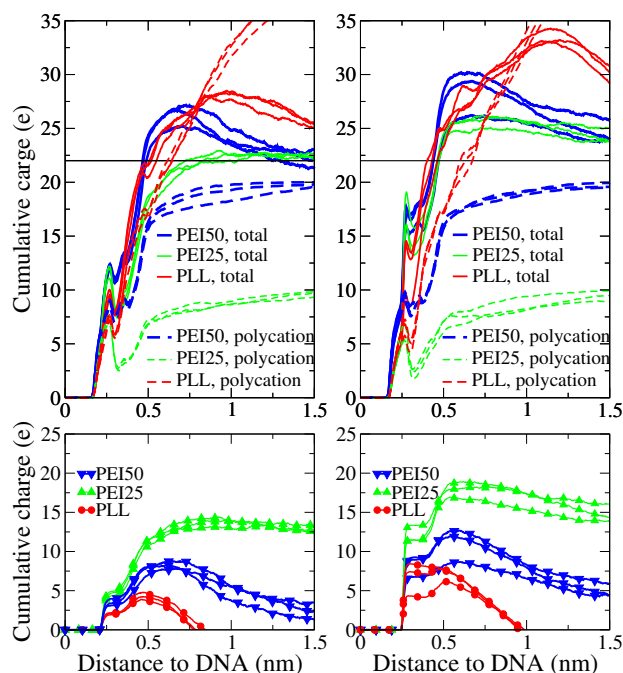 Cumulative carge (e)
35
30
25
20
15
10
5
0
PEI50, total
PEI25, total
PLL, total
PEI50, polycation
PEI25, polycation
PLL, polycation
0 0.5 1 1.5
35
30
25
20
15
10
5
0
PEI50, total
PEI25, total
PLL, total
PEI50, polycation
PEI25, polycation
PLL, polycation
0 0.5 1 1.5
Cumulative charge (e)
25
20
15
10
5
0
PEI50
PEI25
PLL
0 0.5 1 1.5
Distance to DNA (nm)
25
20
15
10
5
0
PEI50
PEI25
PLL
0 0.5 1 1.5
Distance to DNA (nm)